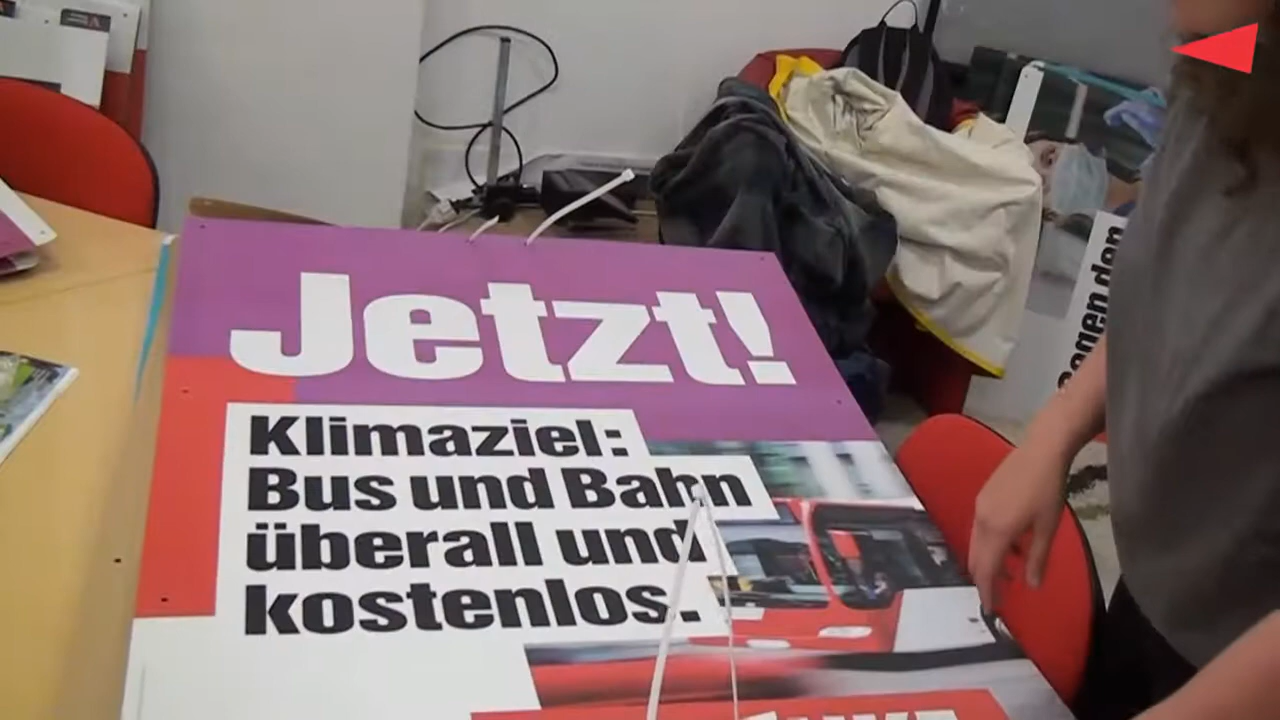 Jetzt!
Klimaziel:
Bus und Bahn
überall und
kostenlos.
gegen den